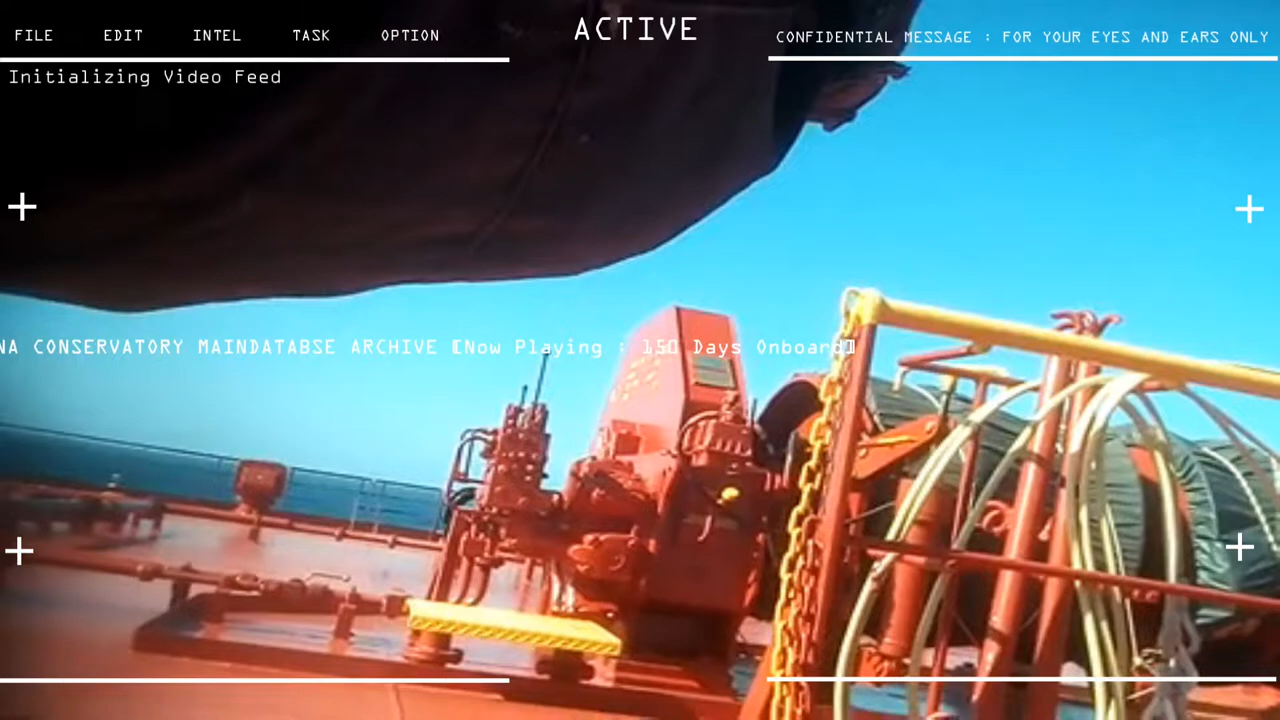 FILE EDIT INTEL TASK OPTION
ACTIVE
CONFIDENTIAL MESSAGE : FOR YOUR EYES AND EARS ONLY
Initializing Video Feed
NA CONSERVATORY MAINDATABSE ARCHIVE [Now Playing : 150 Days Onboard]